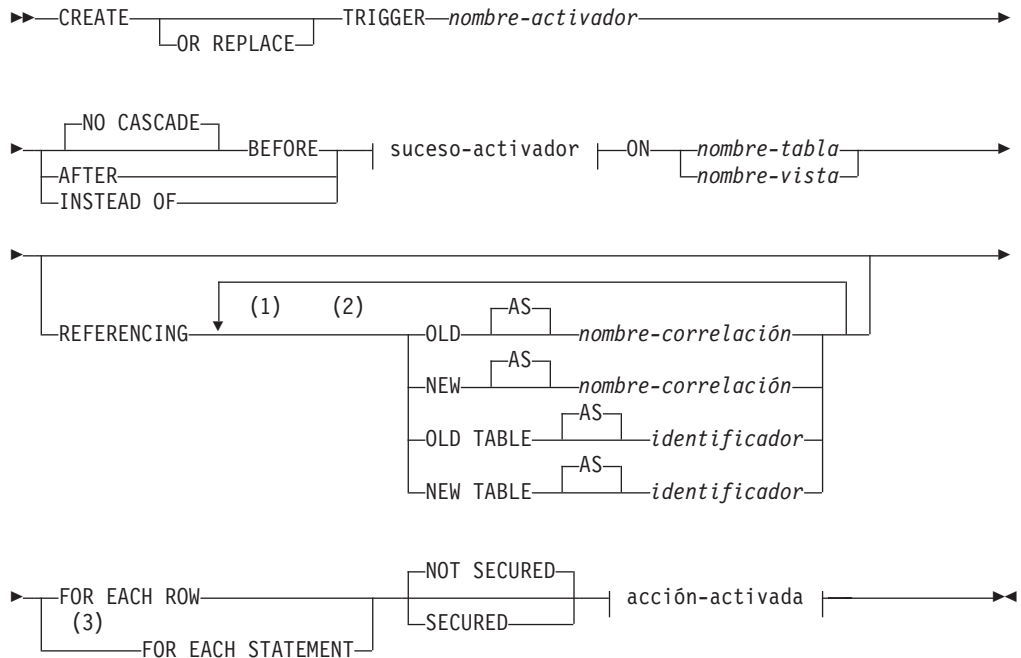 CREATE TRIGGER nombre-activador
OR REPLACE
NO CASCADE
BEFORE suceso-activador ON nombre-tabla
AFTER nombre-vista
INSTEAD OF
(1) (2) AS
REFERENCING OLD nombre-correlación
AS
NEW nombre-correlación
AS
OLD TABLE identificador
AS
NEW TABLE identificador
NOT SECURED
FOR EACH ROW acción-activada
(3) SECURED
FOR EACH STATEMENT